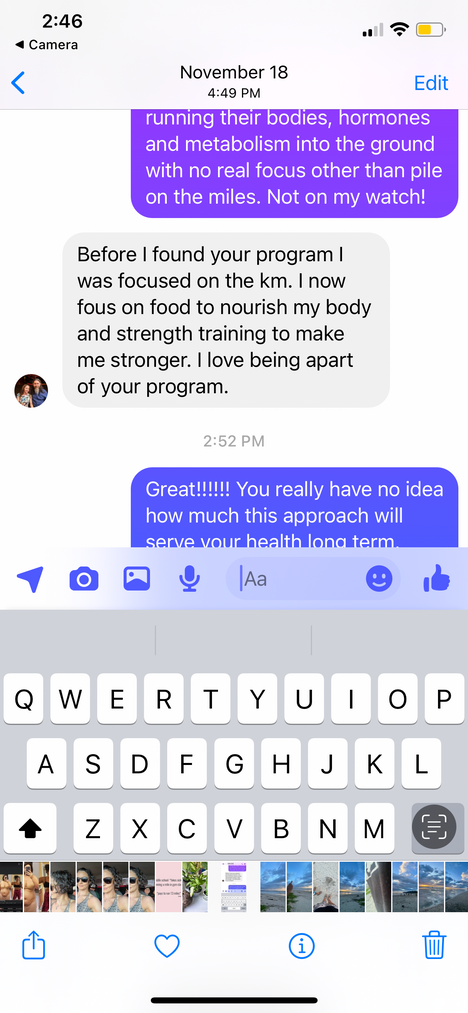 2:46
◀ Camera
November 18
4:49 PM
Edit
running their bodies, hormones
and metabolism into the ground
with no real focus other than pile
on the miles. Not on my watch!
Before I found your program I
was focused on the km. I now
fous on food to nourish my body
and strength training to make
me stronger. I love being apart
of your program.
2:52 PM
Great!!!!!! You really have no idea
how much this approach will
serve your health long term.
Aa
Q W E R T Y U I O P
A S D F G H J K L
Z X C V B N M